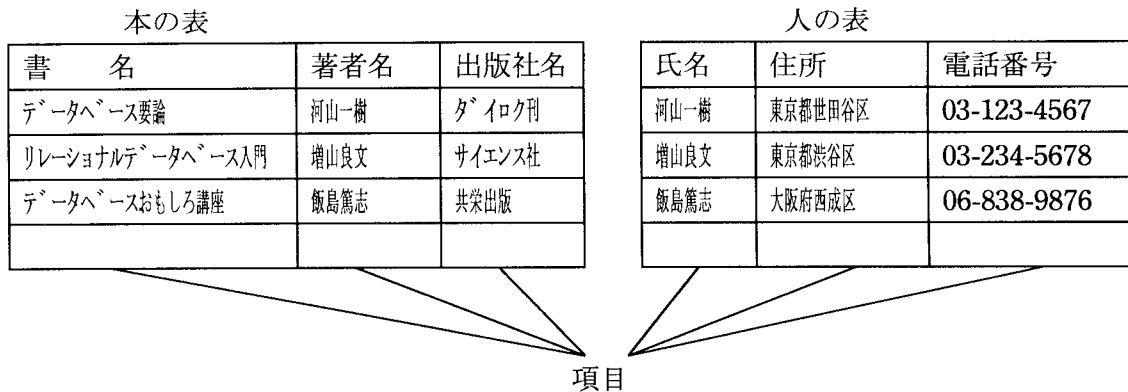 本の表
書　名 著者名 出版社名
データベース要論 河山一樹 ダイロク刊
リレーショナルデータベース入門 増山良文 サイエンス社
データベースおもしろ講座 飯島篤志 共栄出版
人の表
氏名 住所 電話番号
河山一樹 東京都世田谷区 03-123-4567
増山良文 東京都渋谷区 03-234-5678
飯島篤志 大阪府西成区 06-838-9876
項目